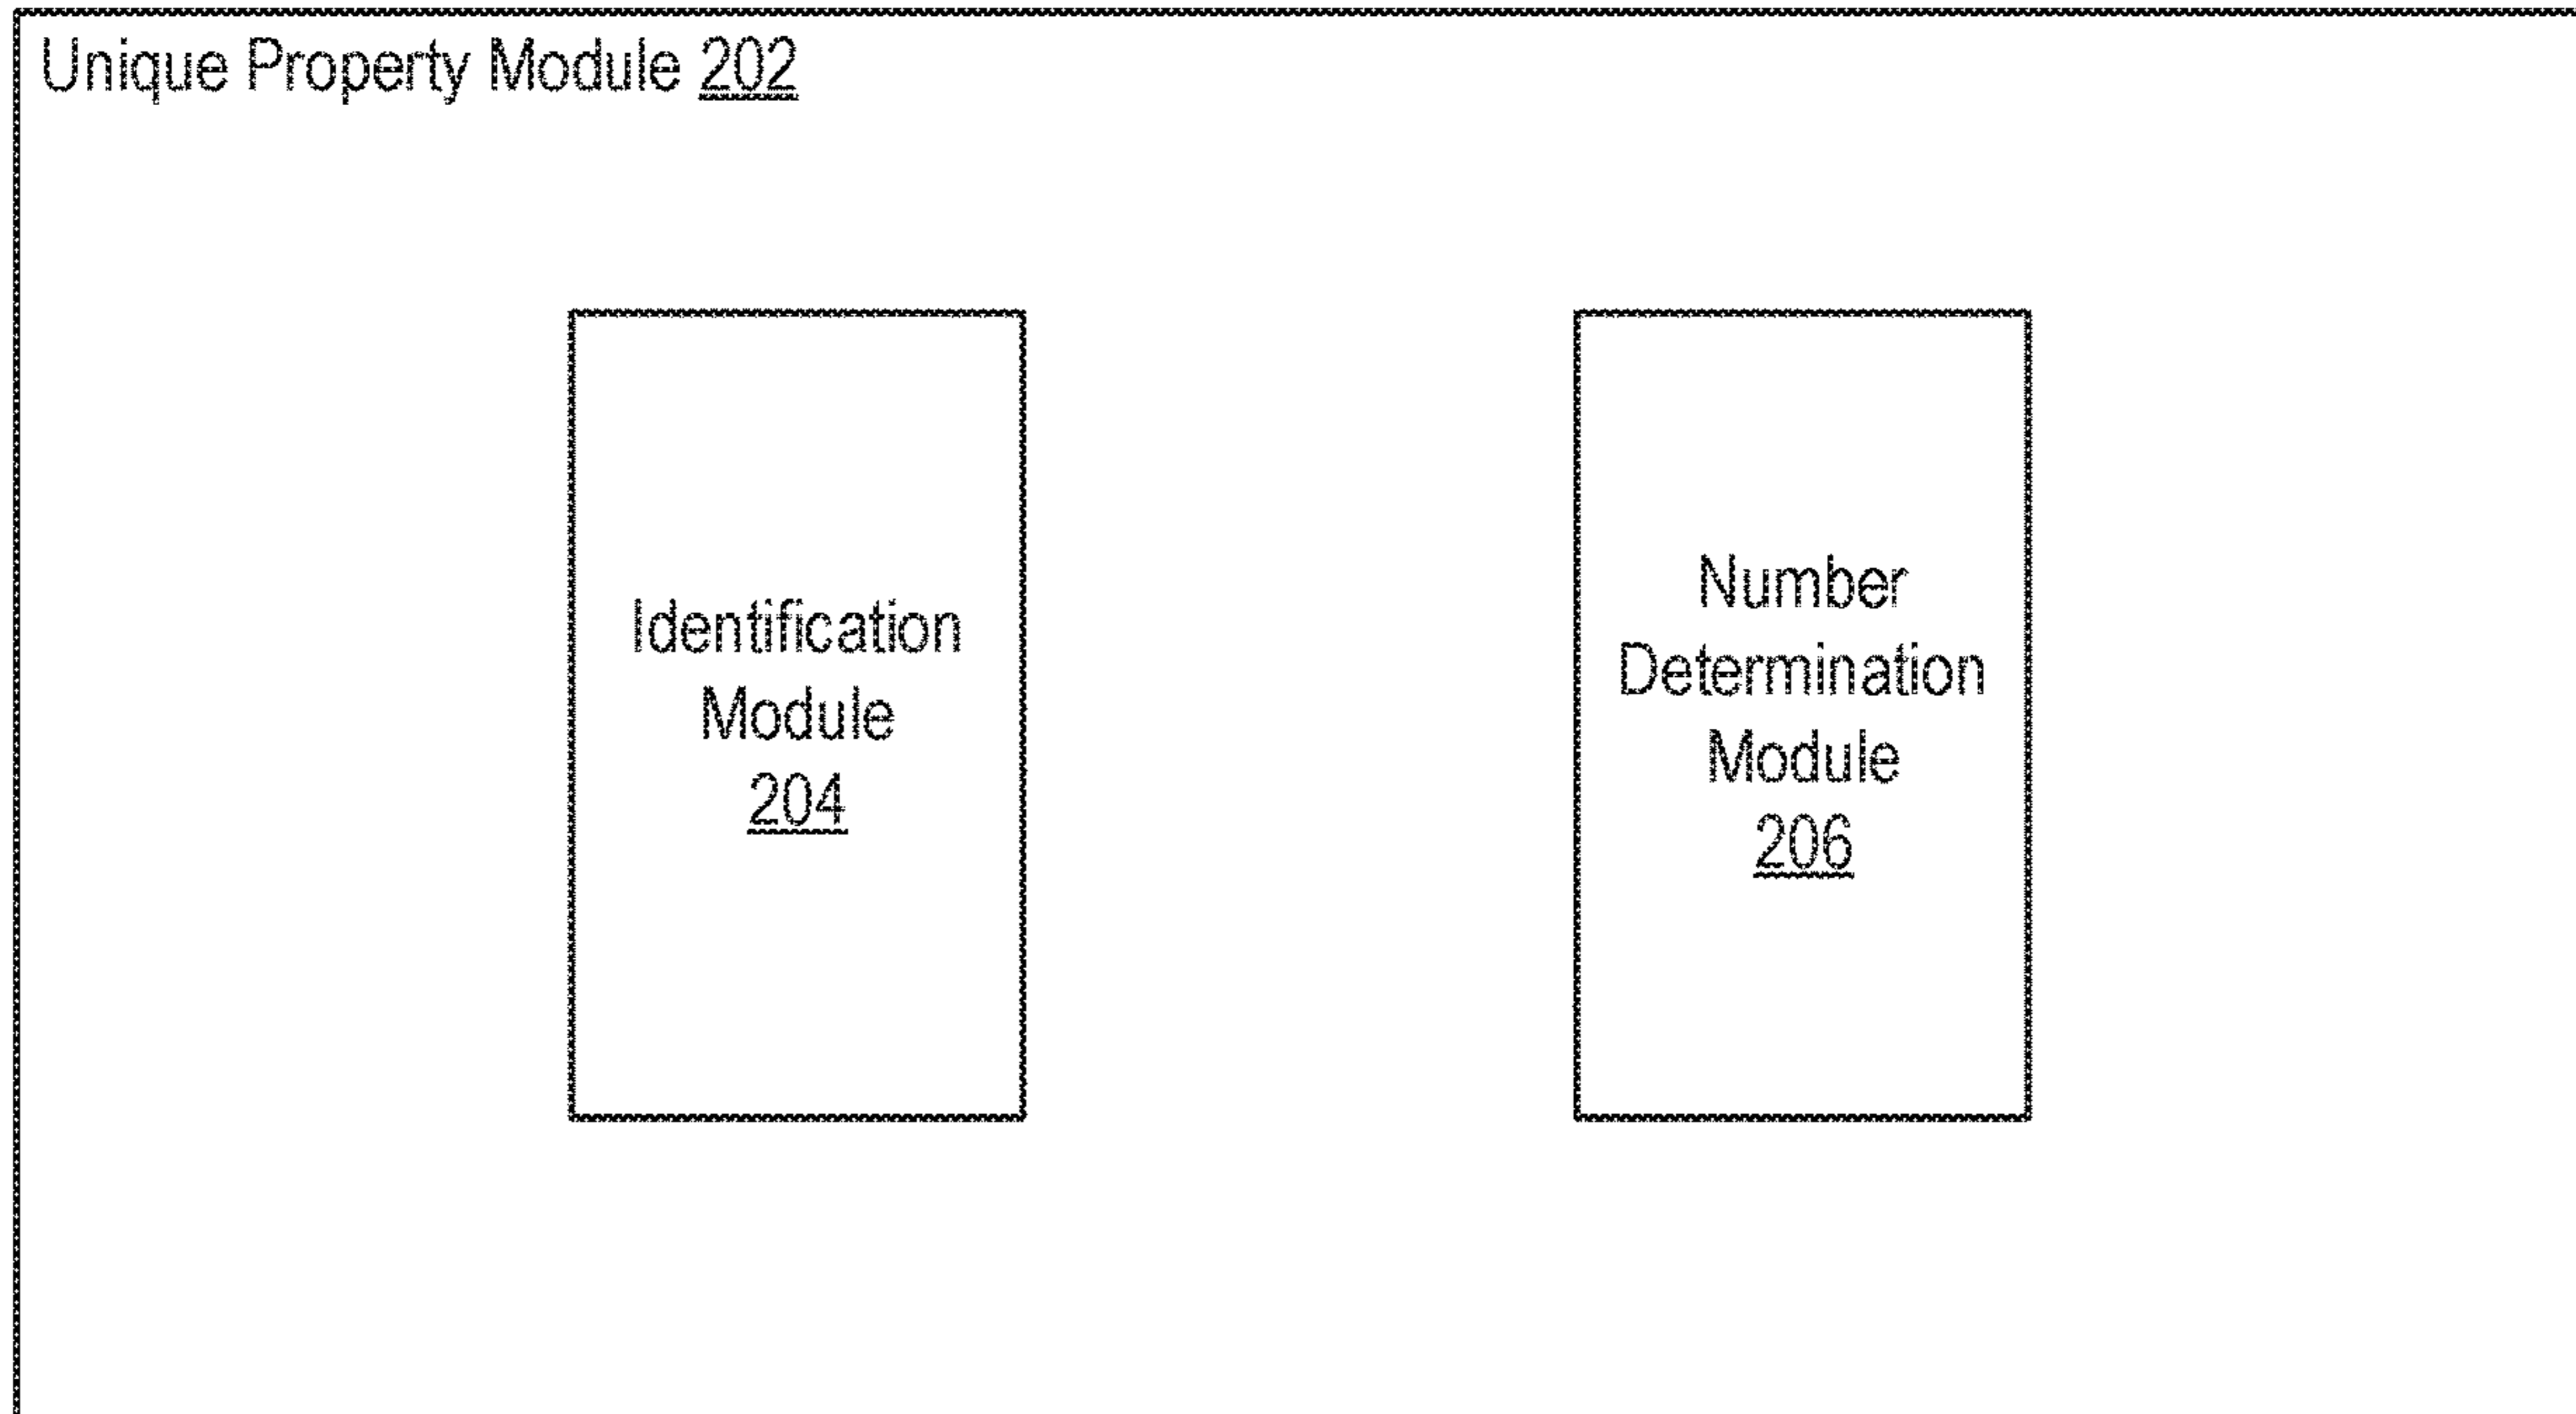 Unique Property Module 202
Identification
Module
204
Number
Determination
Module
206